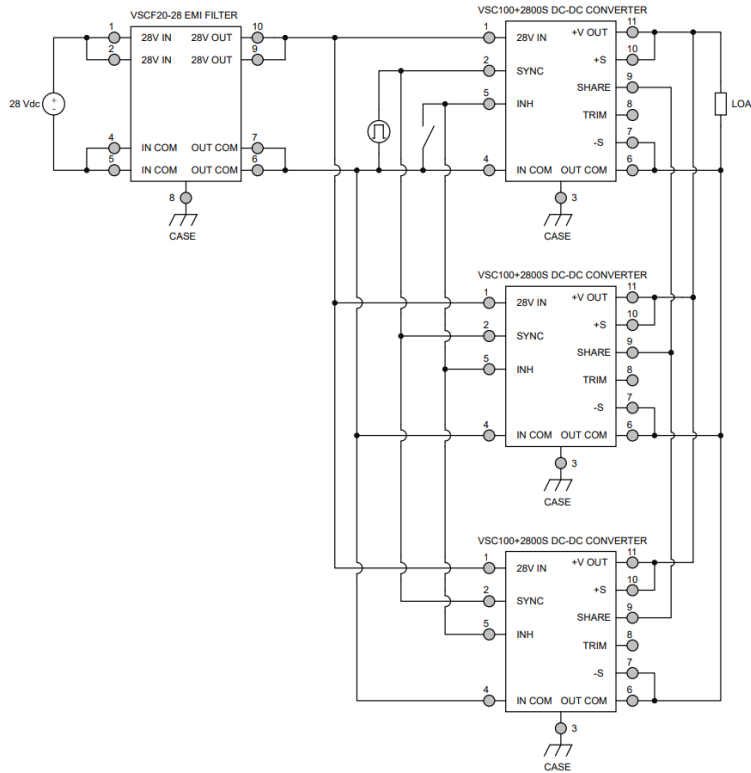 VSCF20-28 EMI FILTER
1 28V IN 28V OUT 10
2 28V IN 28V OUT 9
28 Vdc
+
-
4 IN COM OUT COM 7
5 IN COM OUT COM 6
8
CASE
VSC100+2800S DC-DC CONVERTER
1 28V IN +V OUT 11
+S 10
2 SYNC
SHARE 9
5 INH
TRIM 8
-S 7
4 IN COM OUT COM 6
3
CASE
LOA
VSC100+2800S DC-DC CONVERTER
1 28V IN +V OUT 11
+S 10
2 SYNC
SHARE 9
5 INH
TRIM 8
-S 7
4 IN COM OUT COM 6
3
CASE
VSC100+2800S DC-DC CONVERTER
1 28V IN +V OUT 11
+S 10
2 SYNC
SHARE 9
5 INH
TRIM 8
-S 7
4 IN COM OUT COM 6
3
CASE